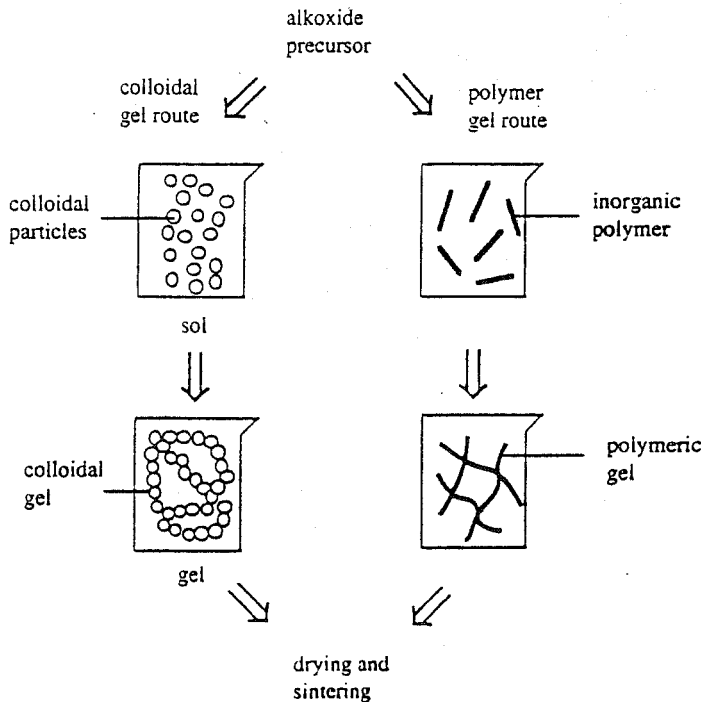 alkoxide
precursor
colloidal
gel route
polymer
gel route
colloidal
particles
inorganic
polymer
sol
colloidal
gel
polymeric
gel
gel
drying and
sintering